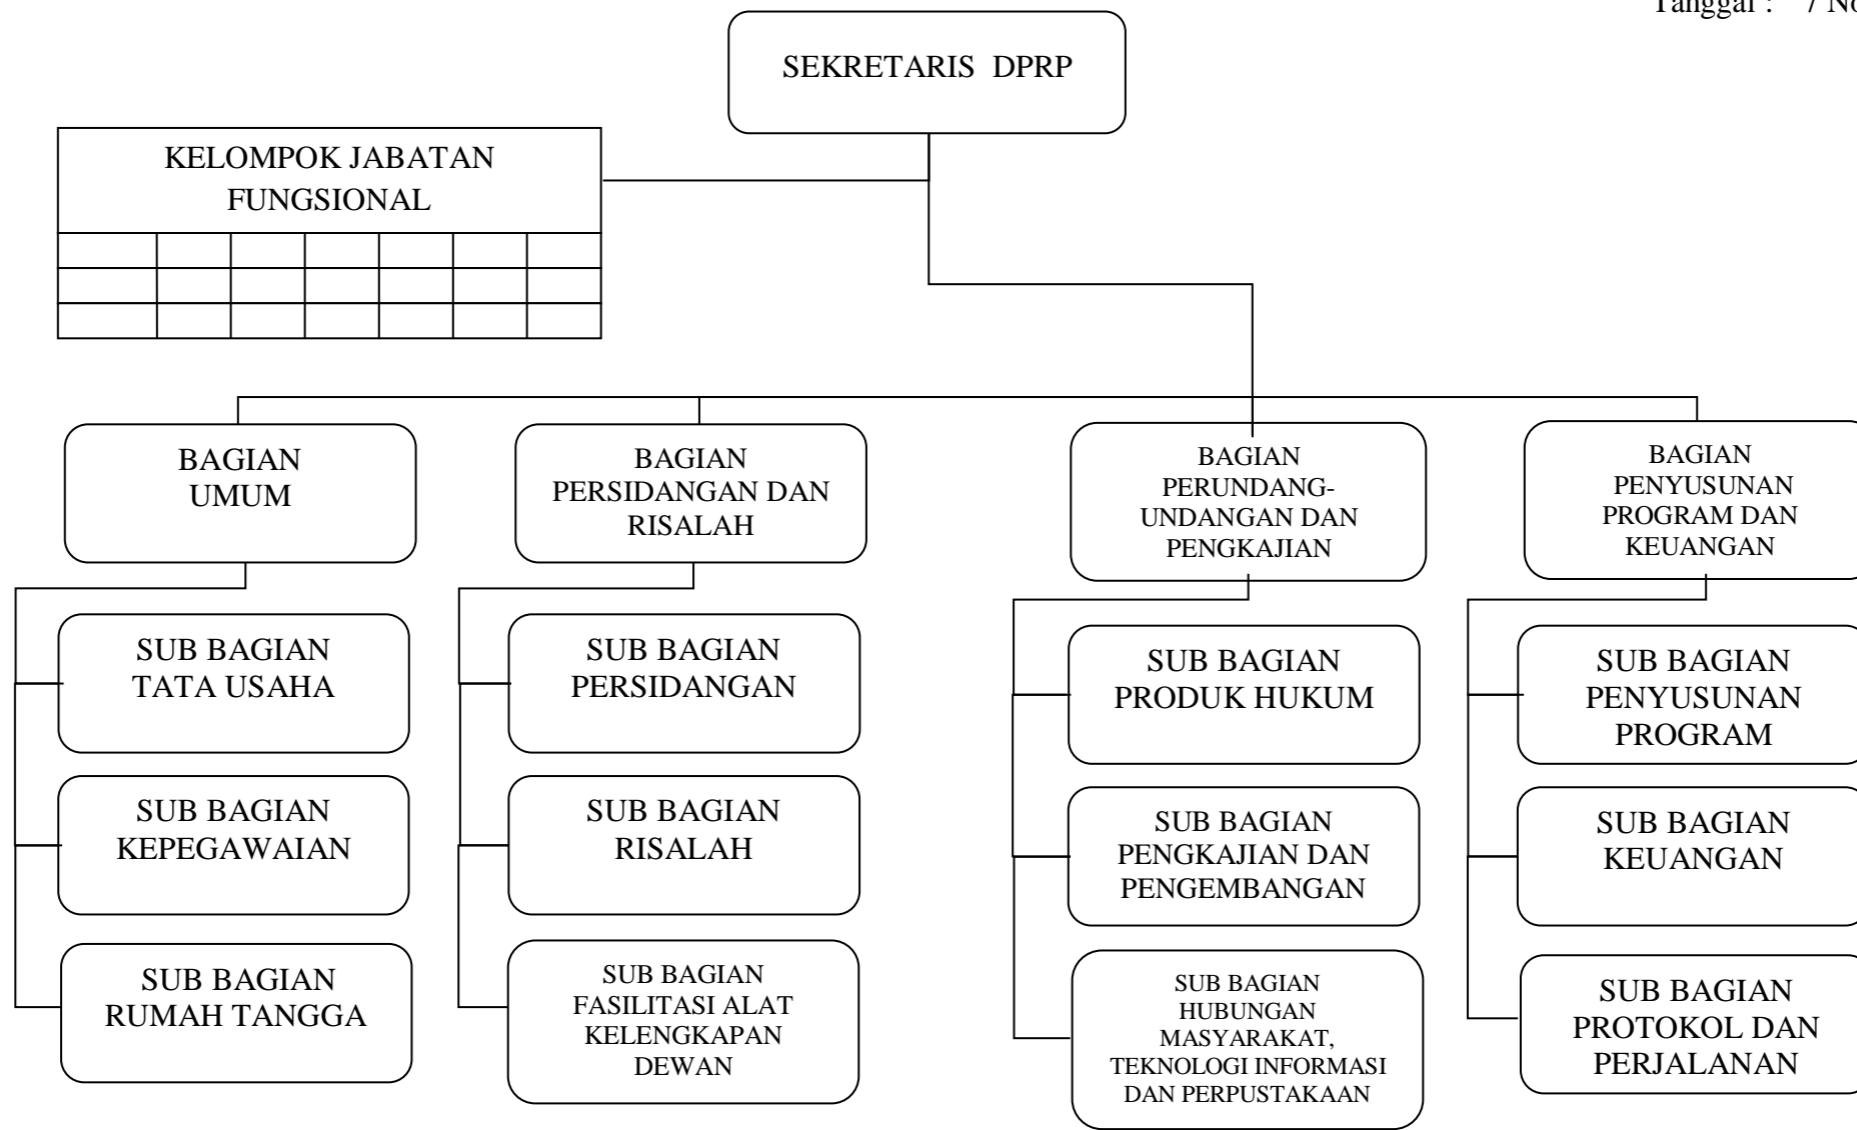 Tanggal : 7 No
SEKRETARIS DPRP
KELOMPOK JABATAN
FUNGSIONAL
BAGIAN
UMUM
BAGIAN
PERSIDANGAN DAN
RISALAH
BAGIAN
PERUNDANG-
UNDANGAN DAN
PENGKAJIAN
BAGIAN
PENYUSUNAN
PROGRAM DAN
KEUANGAN
SUB BAGIAN
TATA USAHA
SUB BAGIAN
PERSIDANGAN
SUB BAGIAN
PRODUK HUKUM
SUB BAGIAN
PENYUSUNAN
PROGRAM
SUB BAGIAN
KEPEGAWAIAN
SUB BAGIAN
RISALAH
SUB BAGIAN
PENGKAJIAN DAN
PENGEMBANGAN
SUB BAGIAN
KEUANGAN
SUB BAGIAN
RUMAH TANGGA
SUB BAGIAN
FASILITASI ALAT
KELENGKAPAN
DEWAN
SUB BAGIAN
HUBUNGAN
MASYARAKAT,
TEKNOLOGI INFORMASI
DAN PERPUSTAKAAN
SUB BAGIAN
PROTOKOL DAN
PERJALANAN